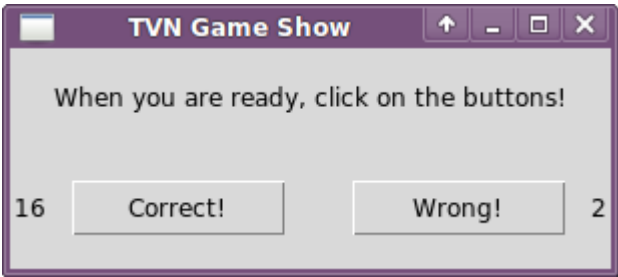 TVN Game Show
When you are ready, click on the buttons!
16 Correct! Wrong! 2